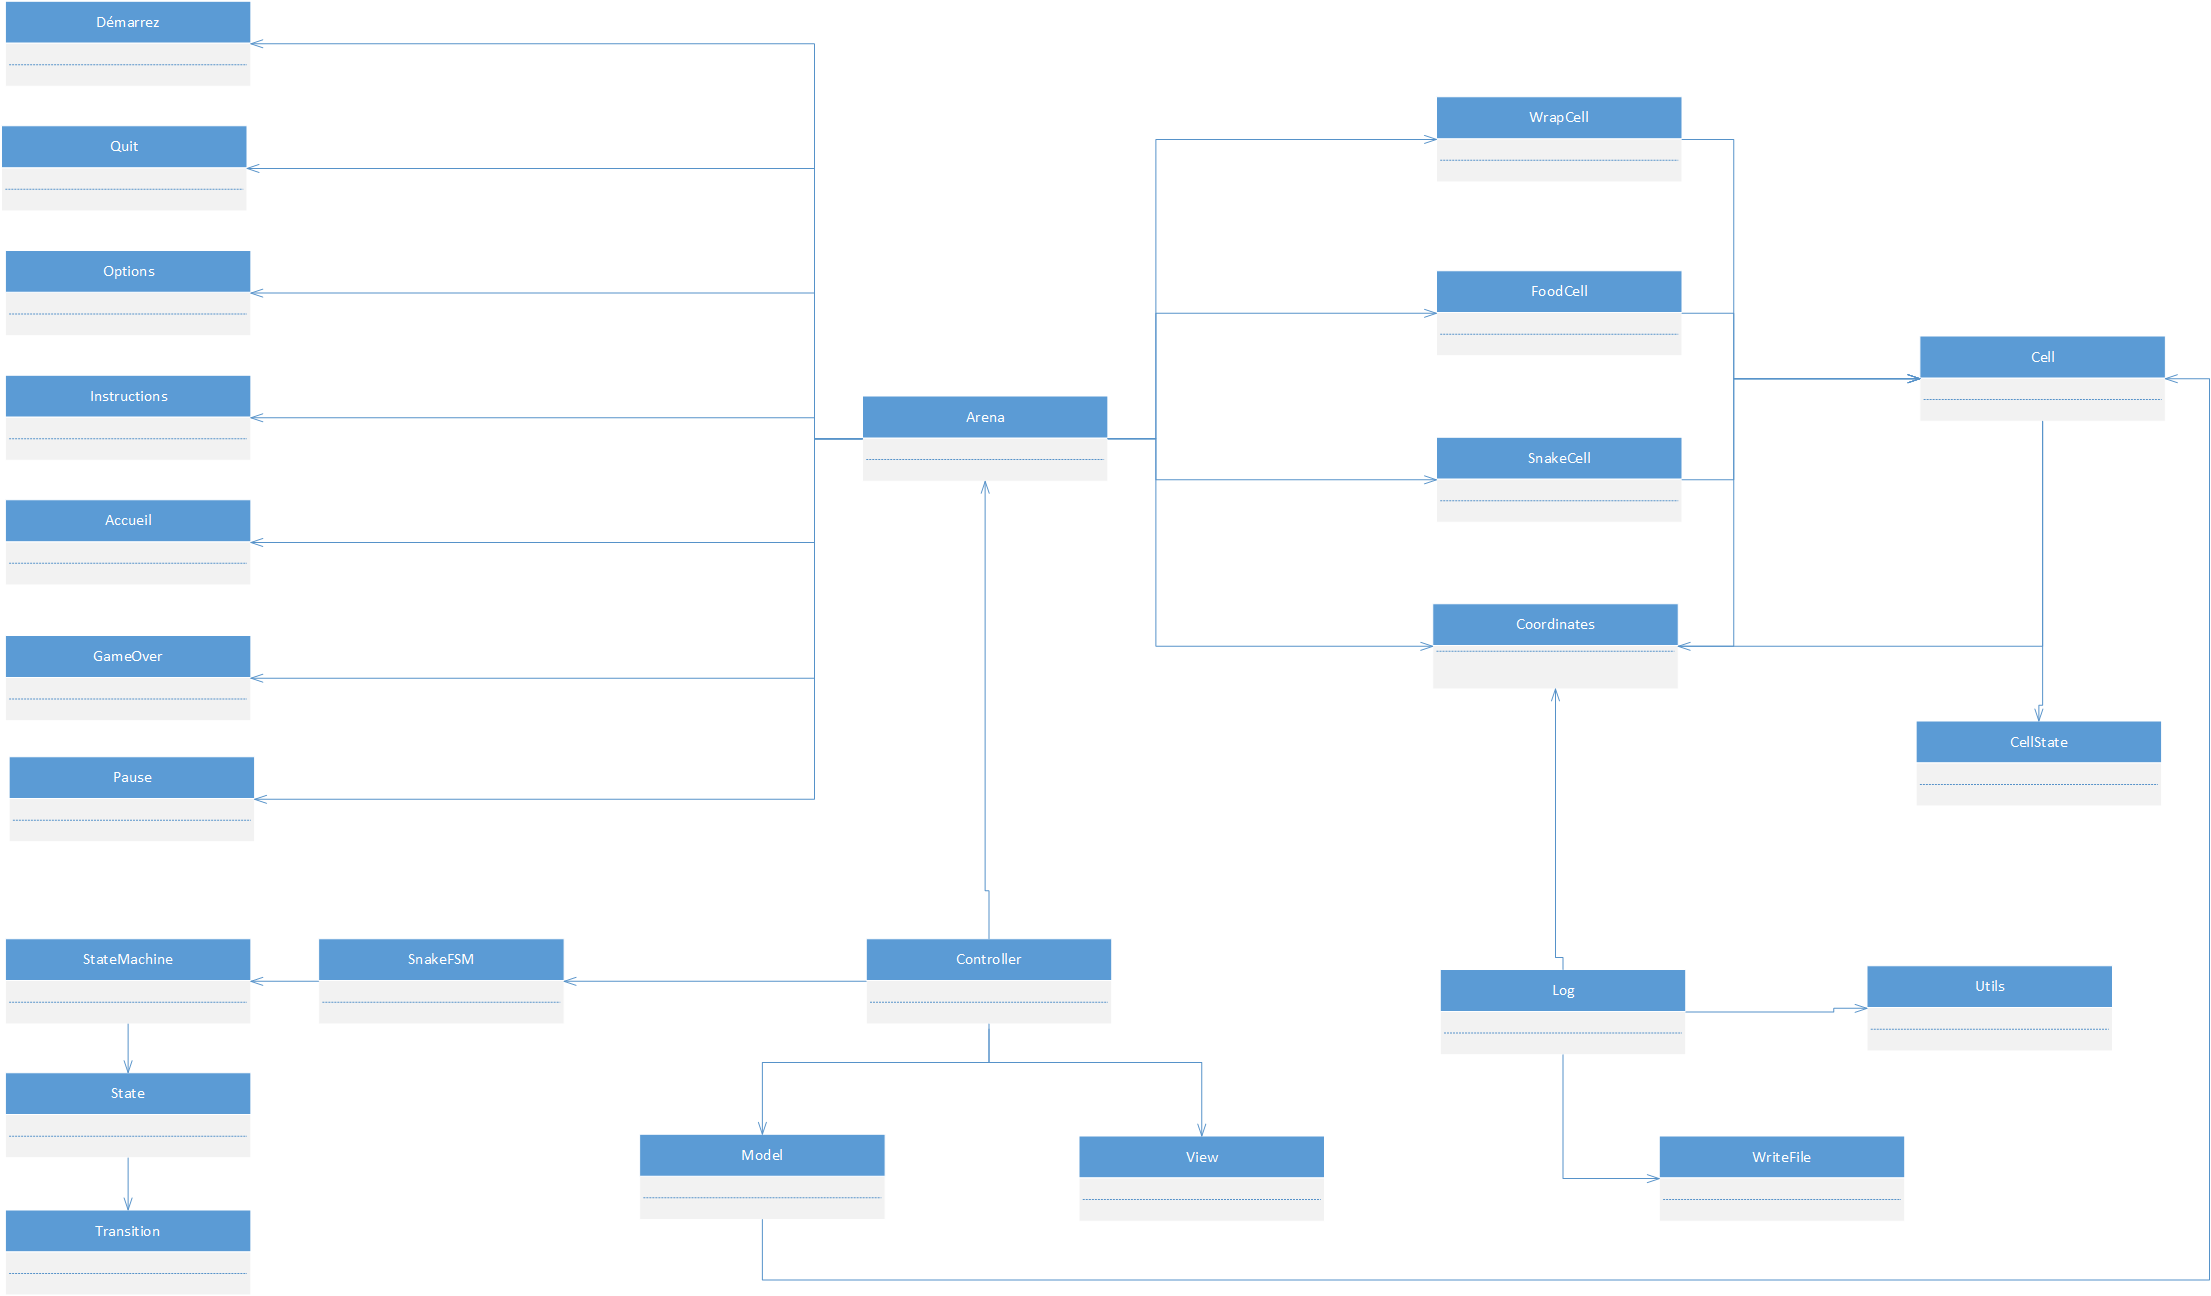 Démarrez
Quit
Options
Instructions
Accueil
GameOver
Pause
Arena
WrapCell
FoodCell
SnakeCell
Coordinates
Cell
CellState
StateMachine
SnakeFSM
Controller
Log
Utils
State
Model
View
WriteFile
Transition